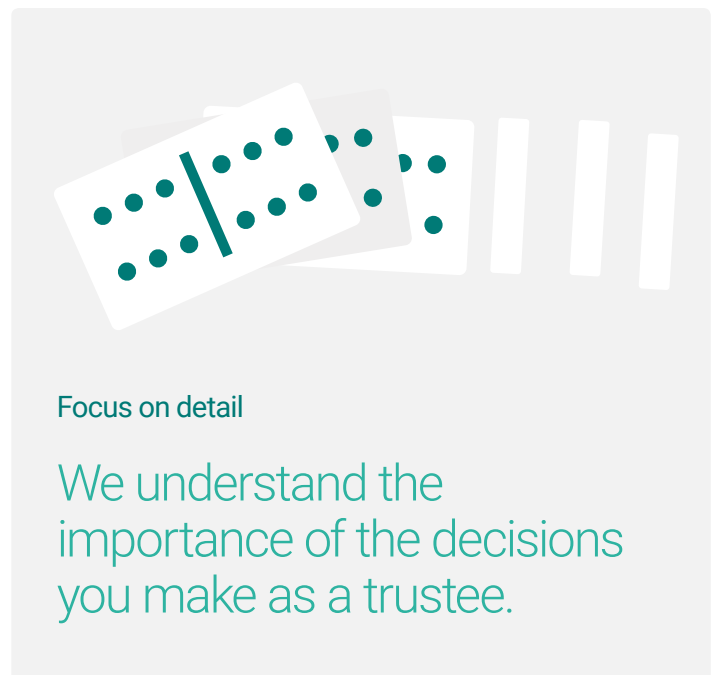 Focus on detail
We understand the
importance of the decisions
you make as a trustee.